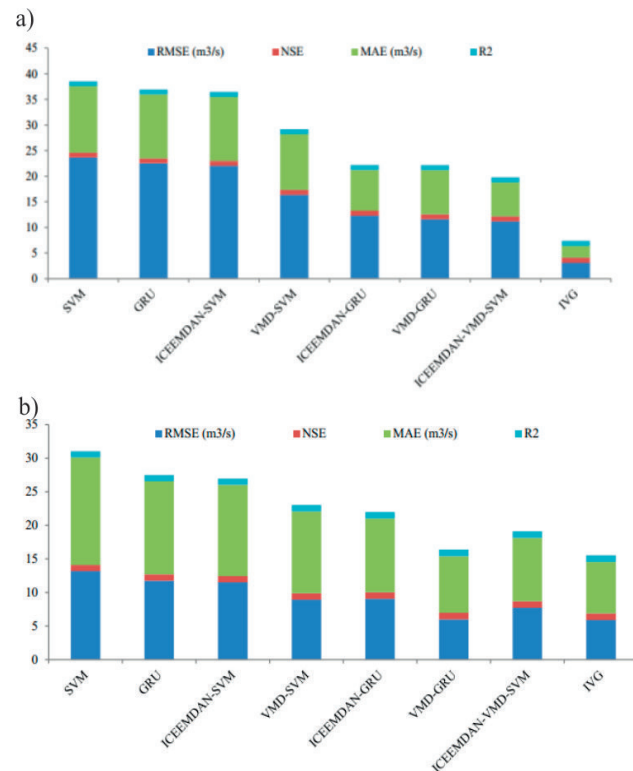 a)
45
40
35
30
25
20
15
10
5
0
RMSE (m3/s) NSE MAE (m3/s) R2
SVM
GRU
ICEEMDAN-SVM
VMD-SVM
ICEEMDAN-GRU
VMD-GRU
ICEEMDAN-VMD-SVM
IVG
b)
35
30
25
20
15
10
5
0
RMSE (m3/s) NSE MAE (m3/s) R2
SVM
GRU
ICEEMDAN-SVM
VMD-SVM
ICEEMDAN-GRU
VMD-GRU
ICEEMDAN-VMD-SVM
IVG